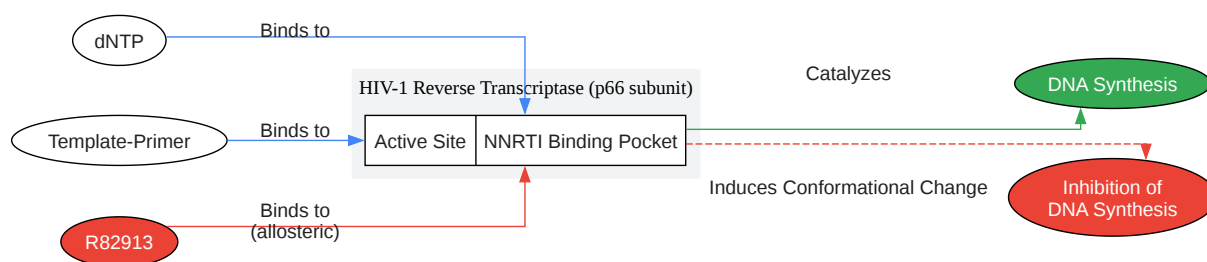 dNTP
Binds to
HIV-1 Reverse Transcriptase (p66 subunit)
Catalyzes
DNA Synthesis
Template-Primer
Binds to
Active Site
NNRTI Binding Pocket
Induces Conformational Change
Inhibition of
DNA Synthesis
R82913
Binds to
(allosteric)